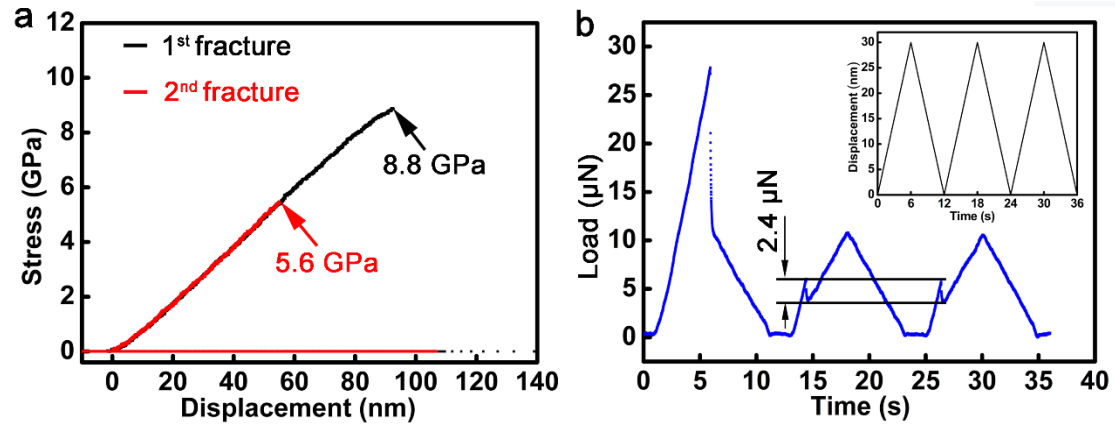 a
Stress (GPa)
12
10
8
6
4
2
0
1st fracture
2nd fracture
8.8 GPa
5.6 GPa
0 20 40 60 80 100 120 140
Displacement (nm)
b
Load (μN)
30
25
20
15
10
5
0
2.4 μN
0 5 10 15 20 25 30 35 40
Time (s)
Displacement (nm)
30
25
20
15
10
5
0
0 6 12 18 24 30 36
Time (s)